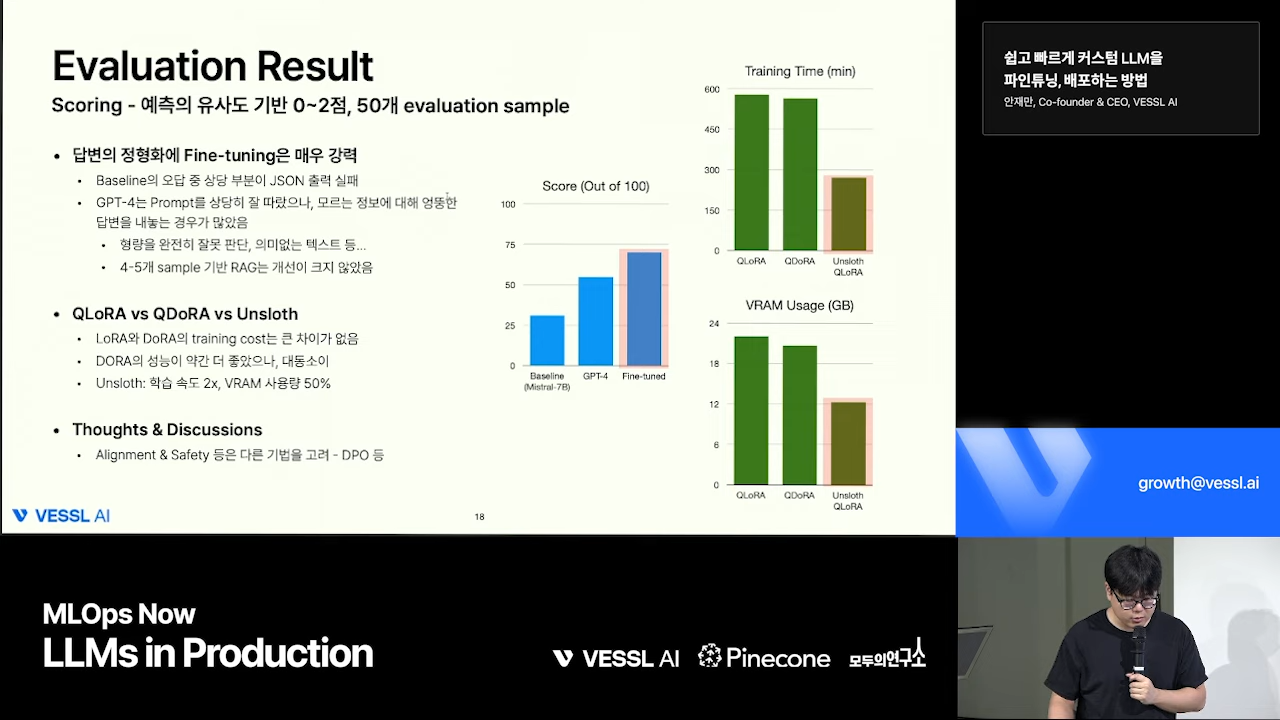 Evaluation Result
Scoring - 예측의 유사도 기반 0~2점, 50개 evaluation sample
• 답변의 정형화에 Fine-tuning은 매우 강력
• Baseline의 오답 중 상당 부분이 JSON 출력 실패
• GPT-4는 Prompt를 상당히 잘 따랐으나, 모르는 정보에 대해 엉뚱한
답변을 내놓는 경우가 많았음
• 형량을 완전히 잘못 판단, 의미없는 텍스트 등...
• 4-5개 sample 기반 RAG는 개선이 크지 않았음
• QLoRA vs QDoRA vs Unsloth
• LoRA와 DoRA의 training cost는 큰 차이가 없음
• DORA의 성능이 약간 더 좋았으나, 대동소이
• Unsloth: 학습 속도 2x, VRAM 사용량 50%
• Thoughts & Discussions
• Alignment & Safety 등은 다른 기법을 고려 - DPO 등
Score (Out of 100)
100
75
50
25
0
Baseline
(Mistral-7B)
GPT-4
Fine-tuned
Training Time (min)
600
450
300
150
0
QLoRA
QDoRA
Unsloth
QLoRA
VRAM Usage (GB)
24
18
12
6
0
QLoRA
QDoRA
Unsloth
QLoRA
VESSL AI
18
쉽고 빠르게 커스텀 LLM을
파인튜닝, 배포하는 방법
안재만, Co-founder & CEO, VESSL AI
growth@vessl.ai
MLOps Now
LLMs in Production
VESSL AI
Pinecone
모두의연구소